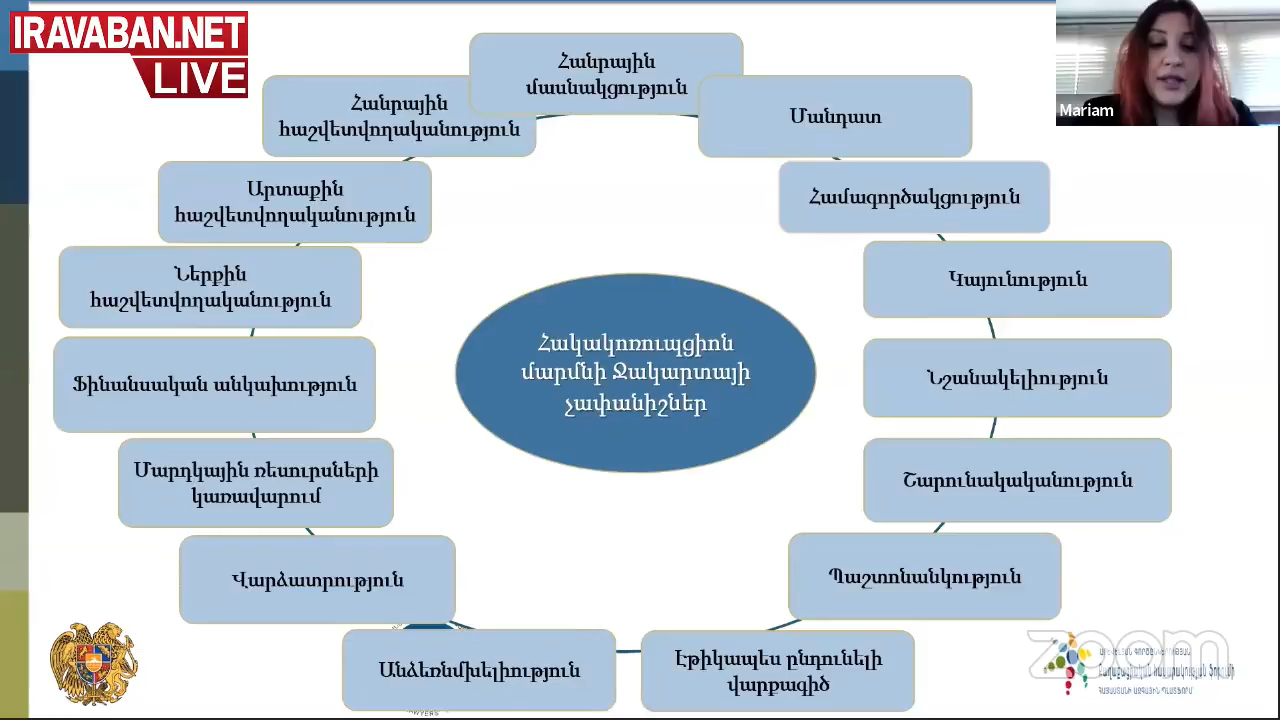 IRAVABAN.NET
LIVE
Mariam
Հանրային
մասնակցություն
Մանդատ
Համագործակցություն
Կայունություն
Նշանակելիություն
Շարունակականություն
Պաշտոնանկություն
Էթիկապես ընդունելի
վարքագիծ
Անձեռնմխելիություն
Վարձատրություն
Մարդկային ռեսուրսների
կառավարում
Ֆինանսական անկախություն
Ներքին
հաշվետվողականություն
Արտաքին
հաշվետվողականություն
Հանրային
հաշվետվողականություն
Հակակոռուպցիոն
մարմնի Ջակարտայի
չափանիշներ
zoom
LAWYERS